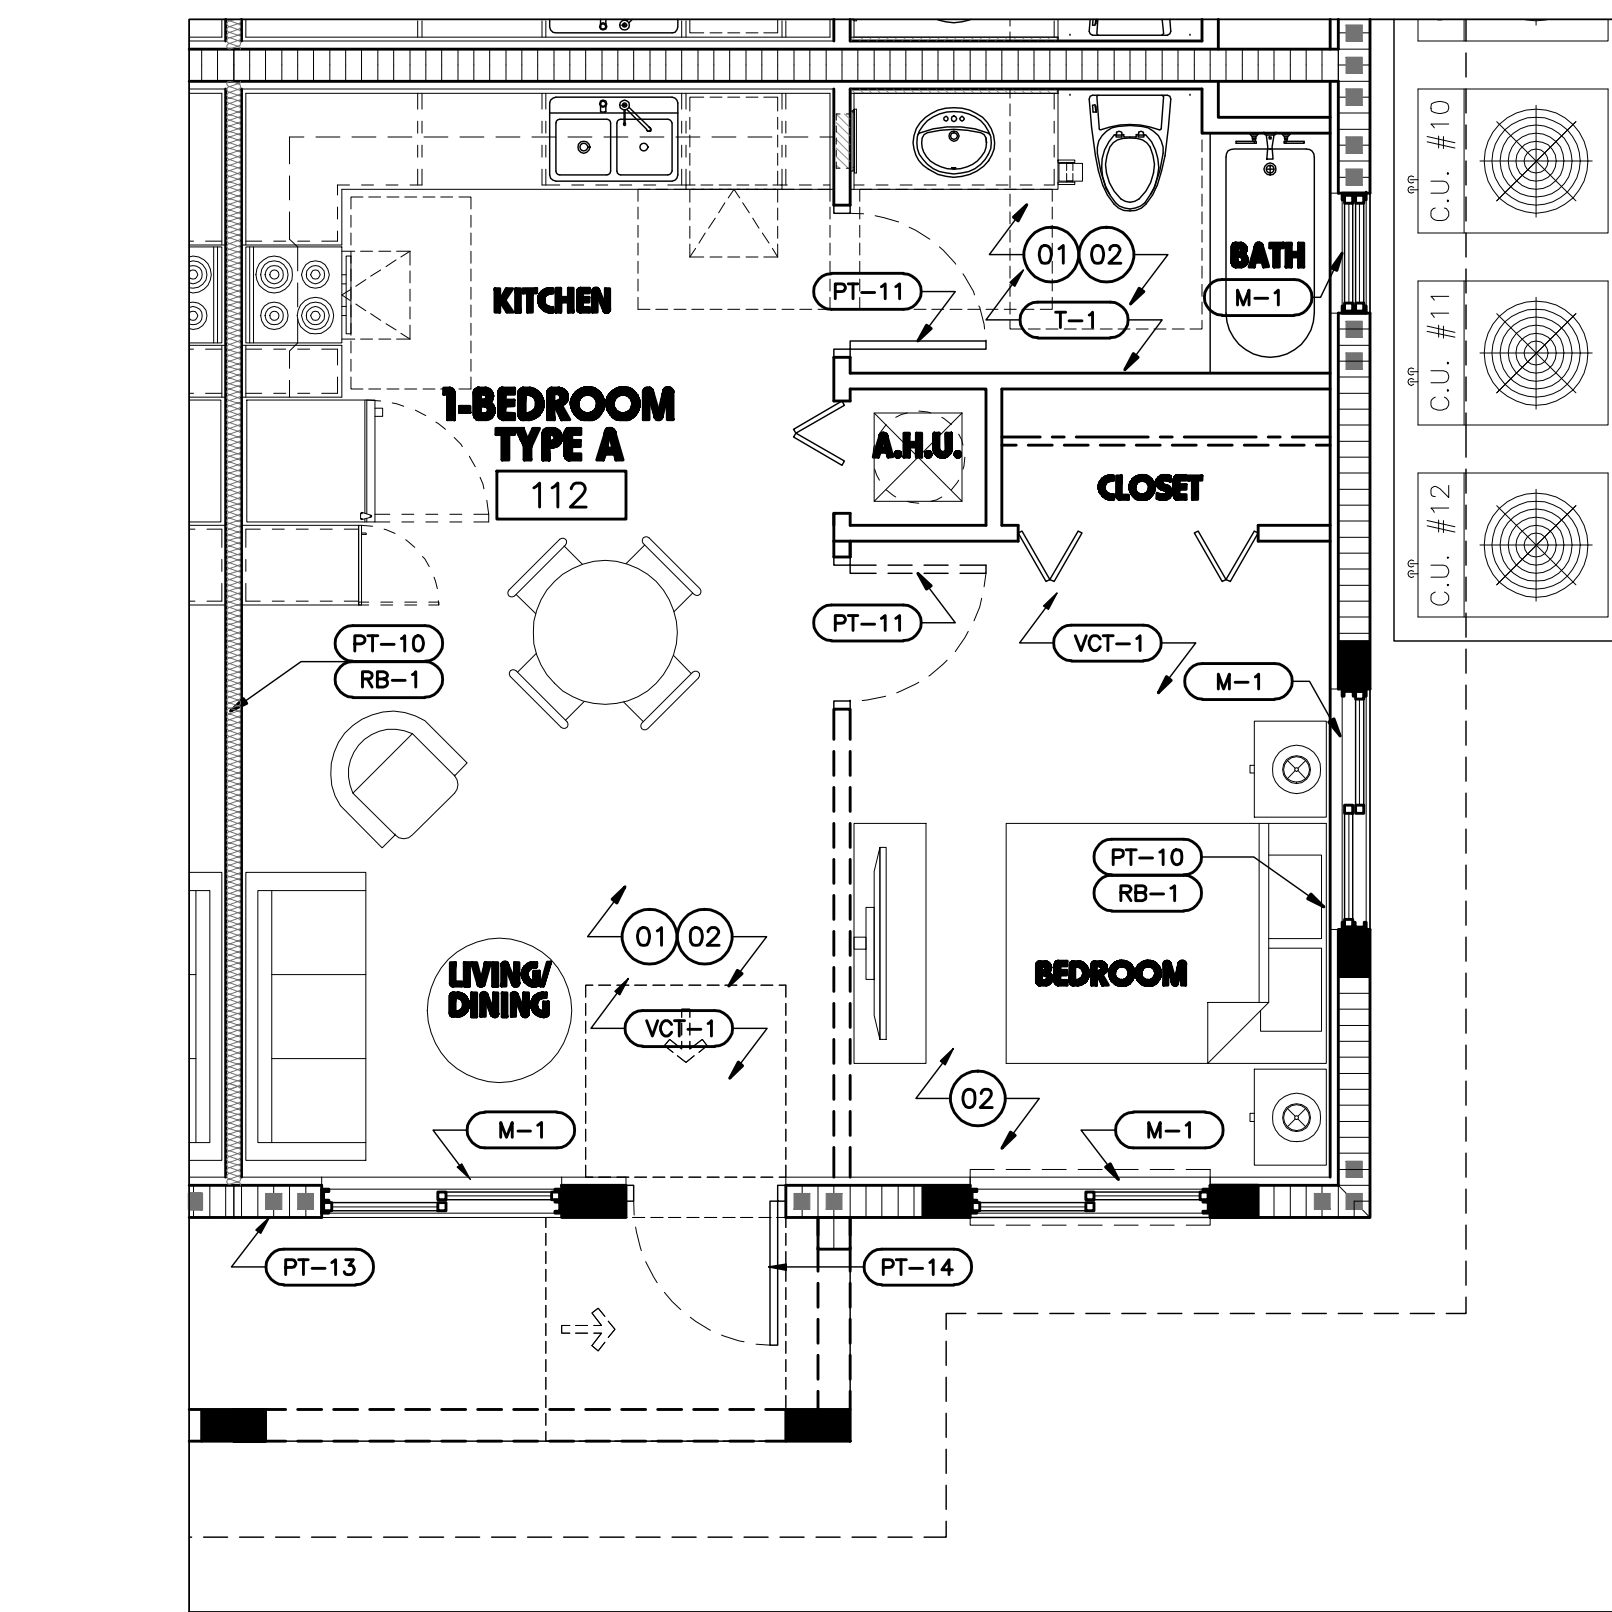 C.U. #10
01
02
BATH
PT-11
M-1
KITCHEN
T-1
C.U. #11
1-BEDROOM
TYPE A
A.H.U.
112
CLOSET
C.U. #12
PT-11
PT-10
RB-1
VCT-1
M-1
PT-10
RB-1
01
02
LIVING/
DINING
BEDROOM
VCT-1
02
M-1
M-1
PT-13
PT-14